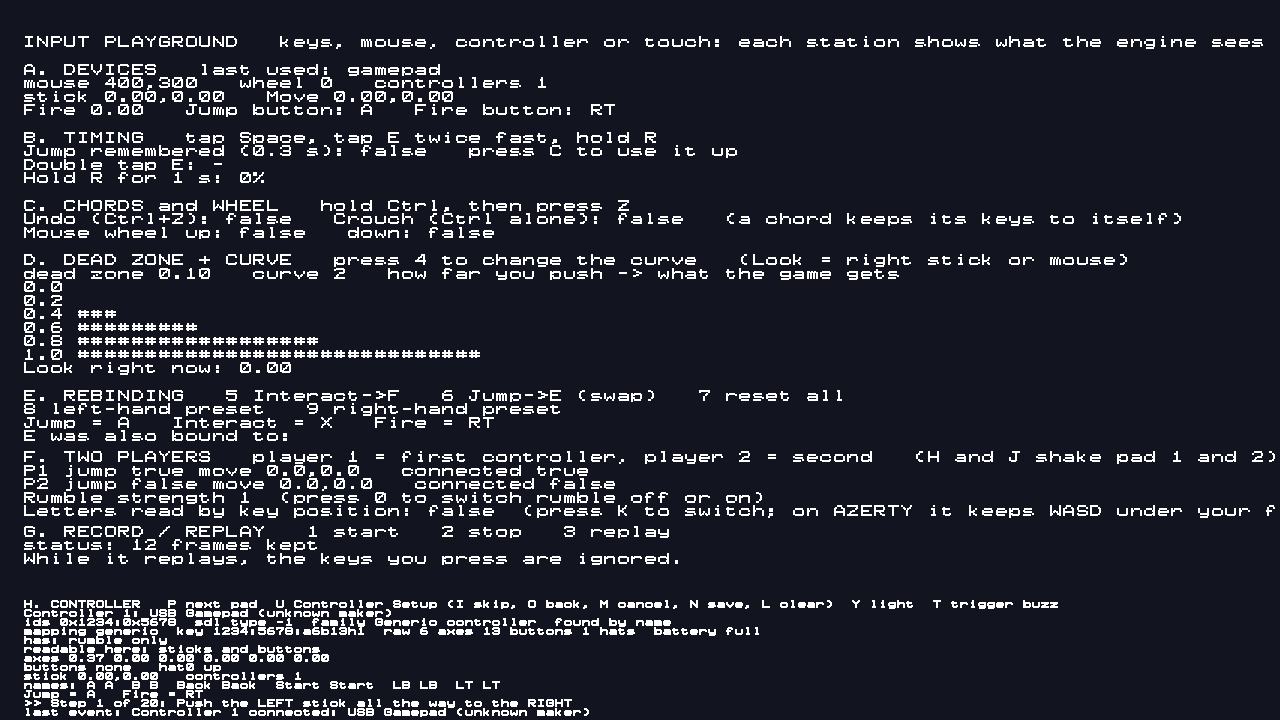 INPUT PLAYGROUND   keys, mouse, controller or touch: each station shows what the engine sees
A. DEVICES   last used: gamepad
mouse 400,300   wheel 0   controllers 1
stick 0.00,0.00   Move 0.00,0.00
Fire 0.00   Jump button: A   Fire button: RT
B. TIMING   tap Space, tap E twice fast, hold R
Jump remembered (0.3 s): false   press C to use it up
Double tap E: -
Hold R for 1 s: 0%
C. CHORDS and WHEEL   hold Ctrl, then press Z
Undo (Ctrl+Z): false   Crouch (Ctrl alone): false   (a chord keeps its keys to itself)
Mouse wheel up: false   down: false
D. DEAD ZONE + CURVE   press 4 to change the curve   (Look = right stick or mouse)
dead zone 0.10   curve 2   how far you push -> what the game gets
0.0
0.2
0.4 ###
0.6 #########
0.8 ##################
1.0 ##############################
Look right now: 0.00
E. REBINDING   5 Interact->F   6 Jump->E (swap)   7 reset all
8 left-hand preset   9 right-hand preset
Jump = A   Interact = X   Fire = RT
E was also bound to:
F. TWO PLAYERS   player 1 = first controller, player 2 = second   (H and J shake pad 1 and 2)
P1 jump true move 0.0,0.0   connected true
P2 jump false move 0.0,0.0   connected false
Rumble strength 1  (press 0 to switch rumble off or on)
Letters read by key position: false  (press K to switch; on AZERTY it keeps WASD under your f
G. RECORD / REPLAY   1 start   2 stop   3 replay
status: 12 frames kept
While it replays, the keys you press are ignored.
H. CONTROLLER   P next pad  U Controller Setup (I skip, O back, M cancel, N save, L clear)  Y light  T trigger buzz
Controller 1: USB Gamepad (unknown maker)
ids 0x1234:0x5678  sdl type -1  family Generic controller  found by name
mapping generic  key 1234:5678:a6b13h1  raw 6 axes 13 buttons 1 hats  battery full
has: rumble only
readable here: sticks and buttons
axes 0.37 0.00 0.00 0.00 0.00 0.00
buttons none   hat0 up
stick 0.00,0.00   controllers 1
names: A A  B B  Back Back  Start Start  LB LB  LT LT
Jump = A   Fire = RT
>> Step 1 of 20: Push the LEFT stick all the way to the RIGHT
last event: Controller 1 connected: USB Gamepad (unknown maker)